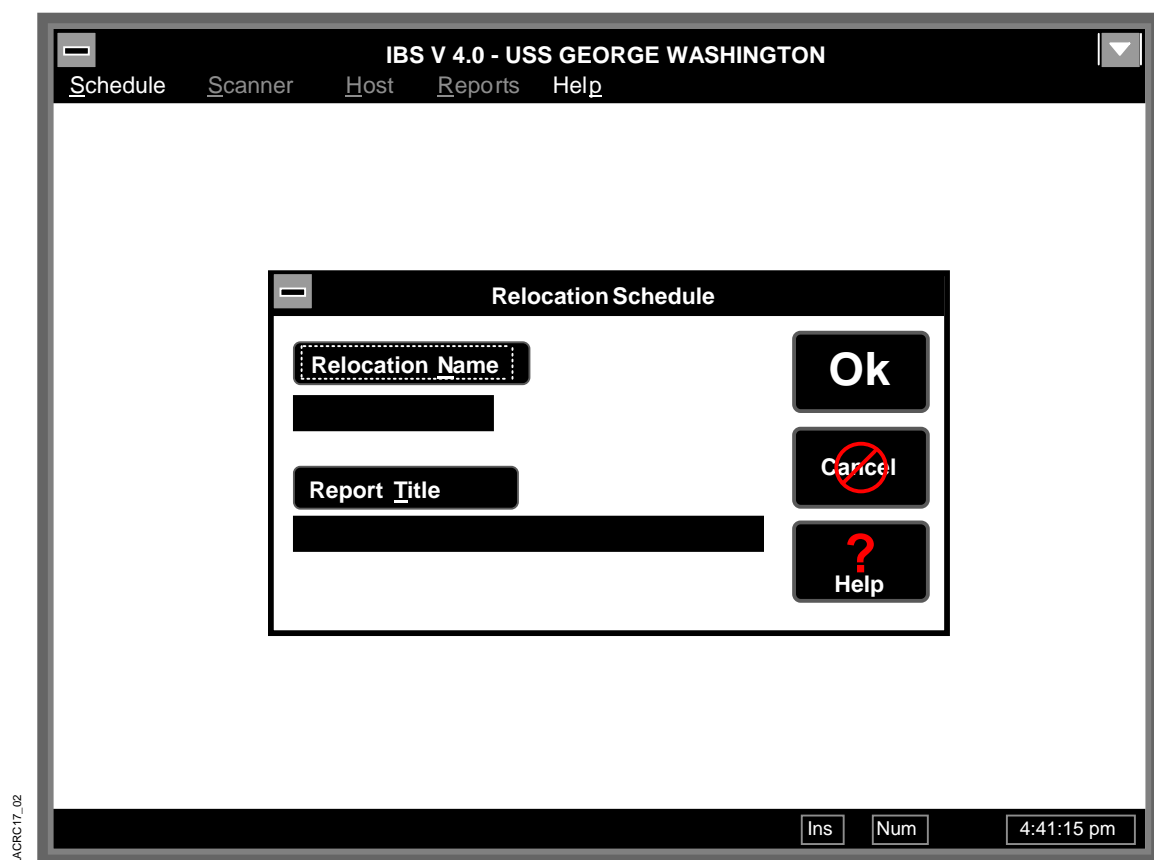 IBS V 4.0 - USS GEORGE WASHINGTON
Schedule Scanner Host Reports Help
Relocation Schedule
Relocation Name
Ok
Cancel
Report Title
?
Help
Ins Num 4:41:15 pm
ACRC17_02